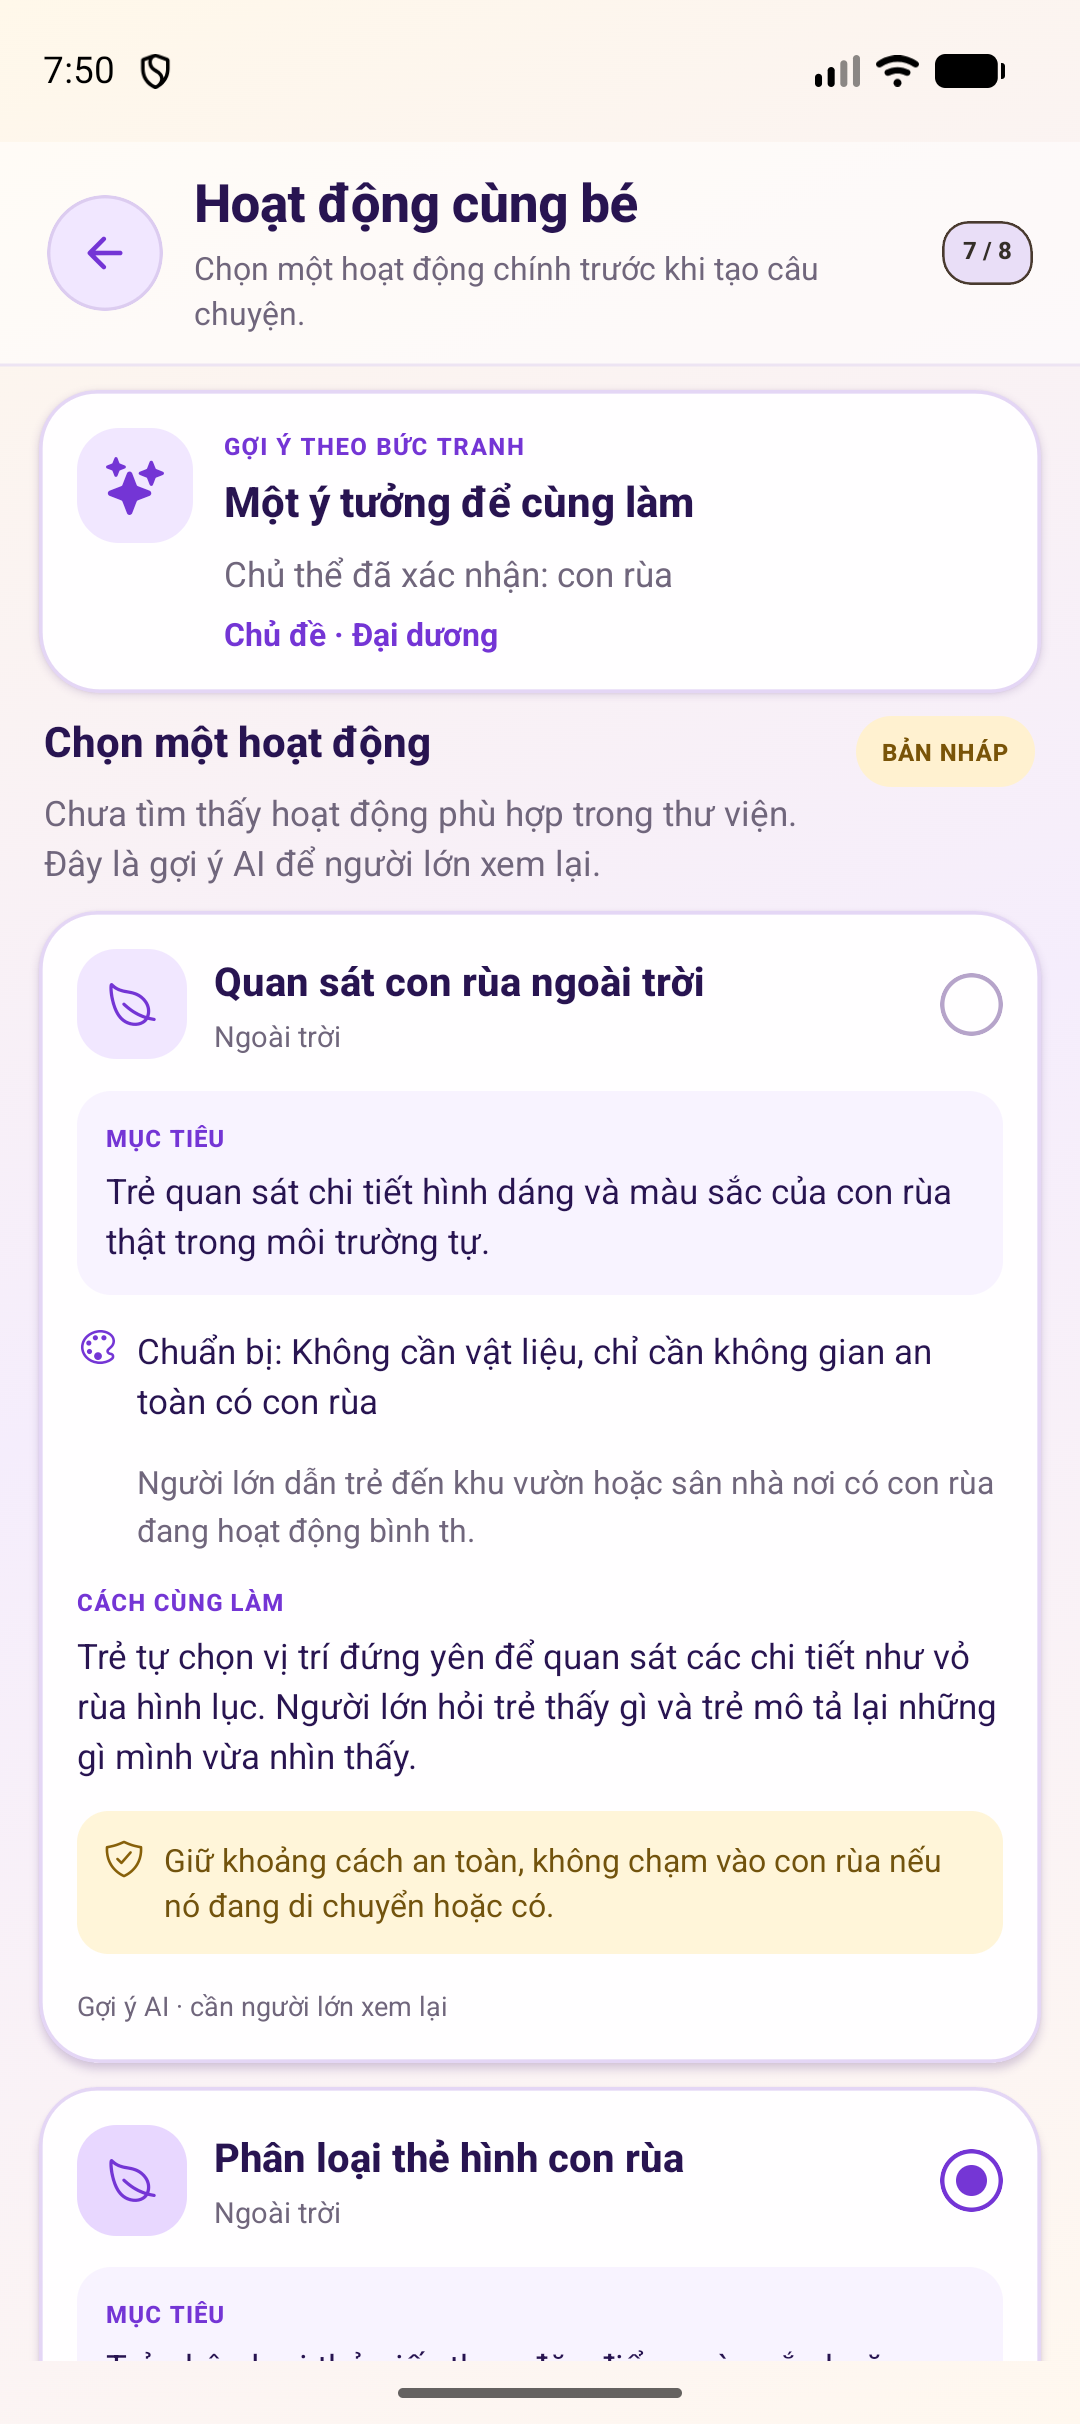 7:50
Hoạt động cùng bé
Chọn một hoạt động chính trước khi tạo câu
chuyện.
7 / 8
GỢI Ý THEO BỨC TRANH
Một ý tưởng để cùng làm
Chủ thể đã xác nhận: con rùa
Chủ đề · Đại dương
Chọn một hoạt động
BẢN NHÁP
Chưa tìm thấy hoạt động phù hợp trong thư viện.
Đây là gợi ý AI để người lớn xem lại.
Quan sát con rùa ngoài trời
Ngoài trời
MỤC TIÊU
Trẻ quan sát chi tiết hình dáng và màu sắc của con rùa
thật trong môi trường tự.
Chuẩn bị: Không cần vật liệu, chỉ cần không gian an
toàn có con rùa
Người lớn dẫn trẻ đến khu vườn hoặc sân nhà nơi có con rùa
đang hoạt động bình th.
CÁCH CÙNG LÀM
Trẻ tự chọn vị trí đứng yên để quan sát các chi tiết như vỏ
rùa hình lục. Người lớn hỏi trẻ thấy gì và trẻ mô tả lại những
gì mình vừa nhìn thấy.
Giữ khoảng cách an toàn, không chạm vào con rùa nếu
nó đang di chuyển hoặc có.
Gợi ý AI · cần người lớn xem lại
Phân loại thẻ hình con rùa
Ngoài trời
MỤC TIÊU